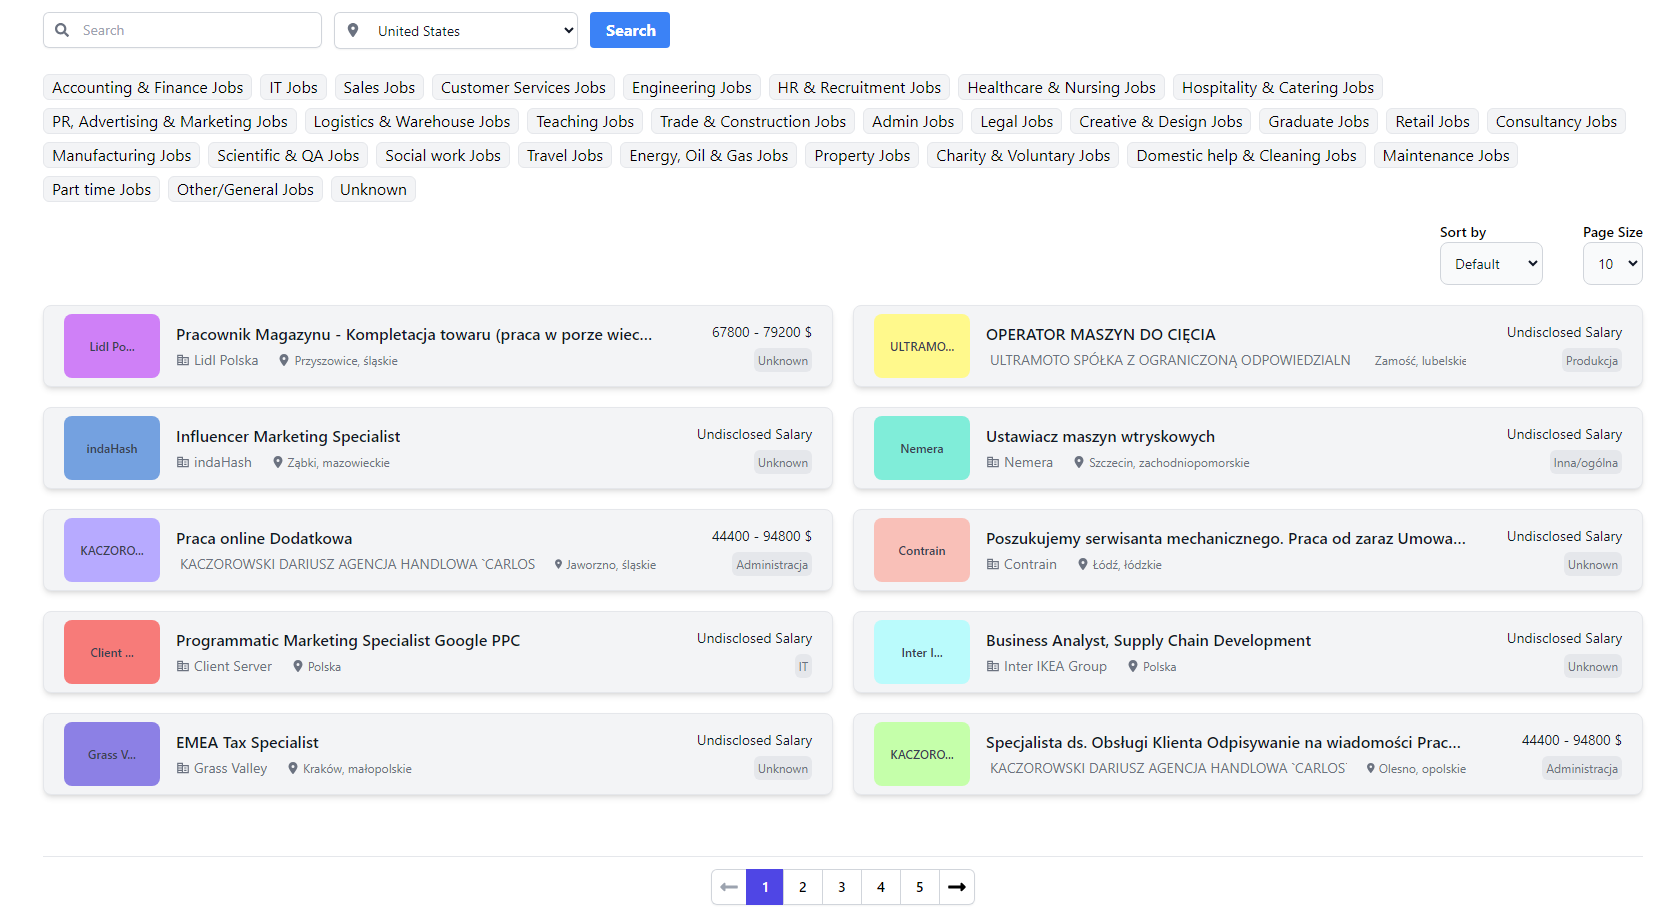 Search
United States
Search
Accounting & Finance Jobs IT Jobs Sales Jobs Customer Services Jobs Engineering Jobs HR & Recruitment Jobs Healthcare & Nursing Jobs Hospitality & Catering Jobs
PR, Advertising & Marketing Jobs Logistics & Warehouse Jobs Teaching Jobs Trade & Construction Jobs Admin Jobs Legal Jobs Creative & Design Jobs Graduate Jobs Retail Jobs Consultancy Jobs
Manufacturing Jobs Scientific & QA Jobs Social work Jobs Travel Jobs Energy, Oil & Gas Jobs Property Jobs Charity & Voluntary Jobs Domestic help & Cleaning Jobs Maintenance Jobs
Part time Jobs Other/General Jobs Unknown
Sort by
Default
Page Size
10
Lidl Po...
Pracownik Magazynu - Kompletacja towaru (praca w porze wiec...
67800 - 79200 $
Lidl Polska Przyszowice, śląskie
Unknown
ULTRAMO...
OPERATOR MASZYN DO CIĘCIA
Undisclosed Salary
ULTRAMOTO SPÓŁKA Z OGRANICZONĄ ODPOWIEDZIALN Zamość, lubelskie
Produkcja
indaHash
Influencer Marketing Specialist
Undisclosed Salary
indaHash Ząbki, mazowieckie
Unknown
Nemera
Ustawiacz maszyn wtryskowych
Undisclosed Salary
Nemera Szczecin, zachodniopomorskie
Inna/ogólna
KACZORO...
Praca online Dodatkowa
44400 - 94800 $
KACZOROWSKI DARIUSZ AGENCJA HANDLOWA `CARLOS Jaworzno, śląskie
Administracja
Contrain
Poszukujemy serwisanta mechanicznego. Praca od zaraz Umowa...
Undisclosed Salary
Contrain Łódź, łódzkie
Unknown
Client ...
Programmatic Marketing Specialist Google PPC
Undisclosed Salary
Client Server Polska
IT
Inter I...
Business Analyst, Supply Chain Development
Undisclosed Salary
Inter IKEA Group Polska
Unknown
Grass V...
EMEA Tax Specialist
Undisclosed Salary
Grass Valley Kraków, małopolskie
Unknown
KACZORO...
Specjalista ds. Obsługi Klienta Odpisywanie na wiadomości Prac...
44400 - 94800 $
KACZOROWSKI DARIUSZ AGENCJA HANDLOWA `CARLOS` Olesno, opolskie
Administracja
1 2 3 4 5